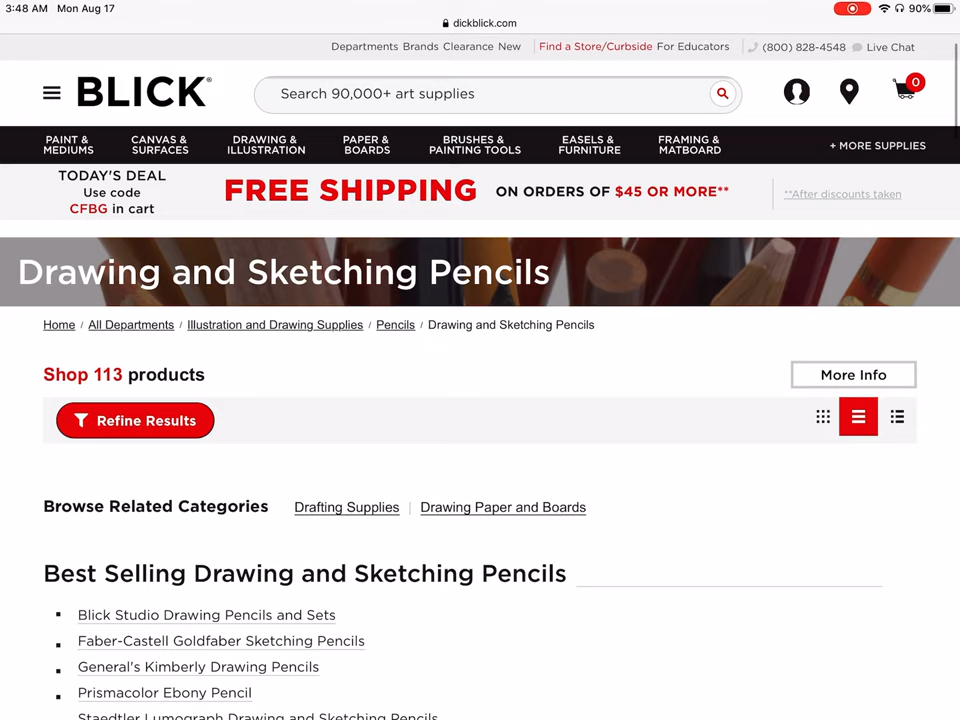 3:48 AM Mon Aug 17 90%
dickblick.com
Departments Brands Clearance New Find a Store/Curbside For Educators (800) 828-4548 Live Chat
BLICK® Search 90,000+ art supplies 0
PAINT & MEDIUMS
CANVAS & SURFACES
DRAWING & ILLUSTRATION
PAPER & BOARDS
BRUSHES & PAINTING TOOLS
EASELS & FURNITURE
FRAMING & MATBOARD
+ MORE SUPPLIES
TODAY'S DEAL
Use code
CFBG in cart
FREE SHIPPING ON ORDERS OF $45 OR MORE** **After discounts taken
Drawing and Sketching Pencils
Home / All Departments / Illustration and Drawing Supplies / Pencils / Drawing and Sketching Pencils
Shop 113 products More Info
Refine Results
Browse Related Categories Drafting Supplies | Drawing Paper and Boards
Best Selling Drawing and Sketching Pencils
Blick Studio Drawing Pencils and Sets
Faber-Castell Goldfaber Sketching Pencils
General's Kimberly Drawing Pencils
Prismacolor Ebony Pencil
Staedtler Lumograph Drawing and Sketching Pencils